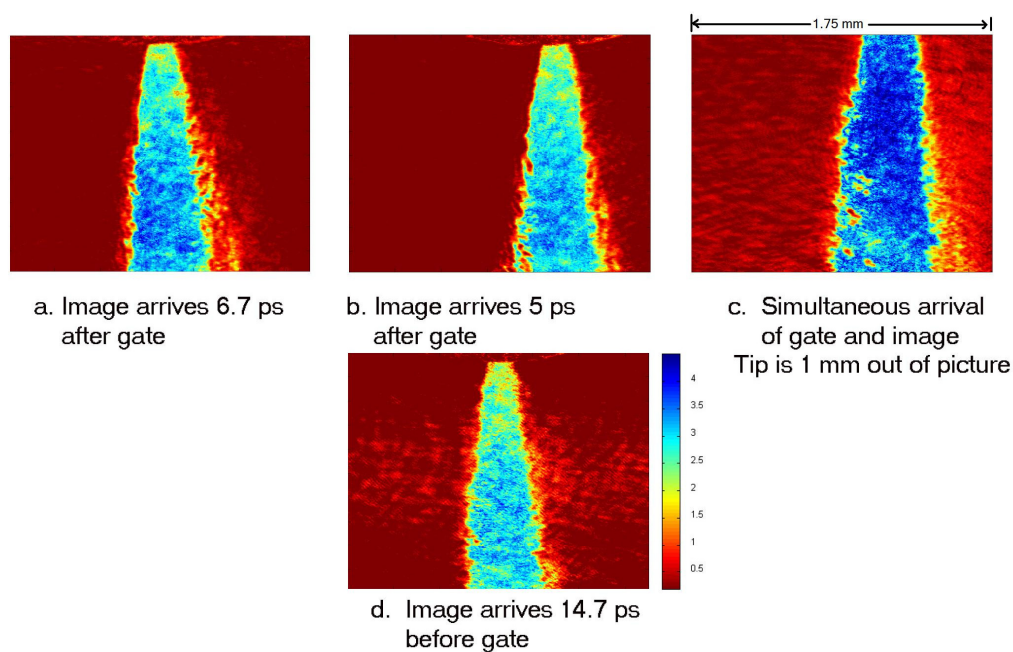 1.75 mm
a. Image arrives 6.7 ps
after gate
b. Image arrives 5 ps
after gate
c. Simultaneous arrival
of gate and image
Tip is 1 mm out of picture
4
3.5
3
2.5
2
1.5
1
0.5
d. Image arrives 14.7 ps
before gate